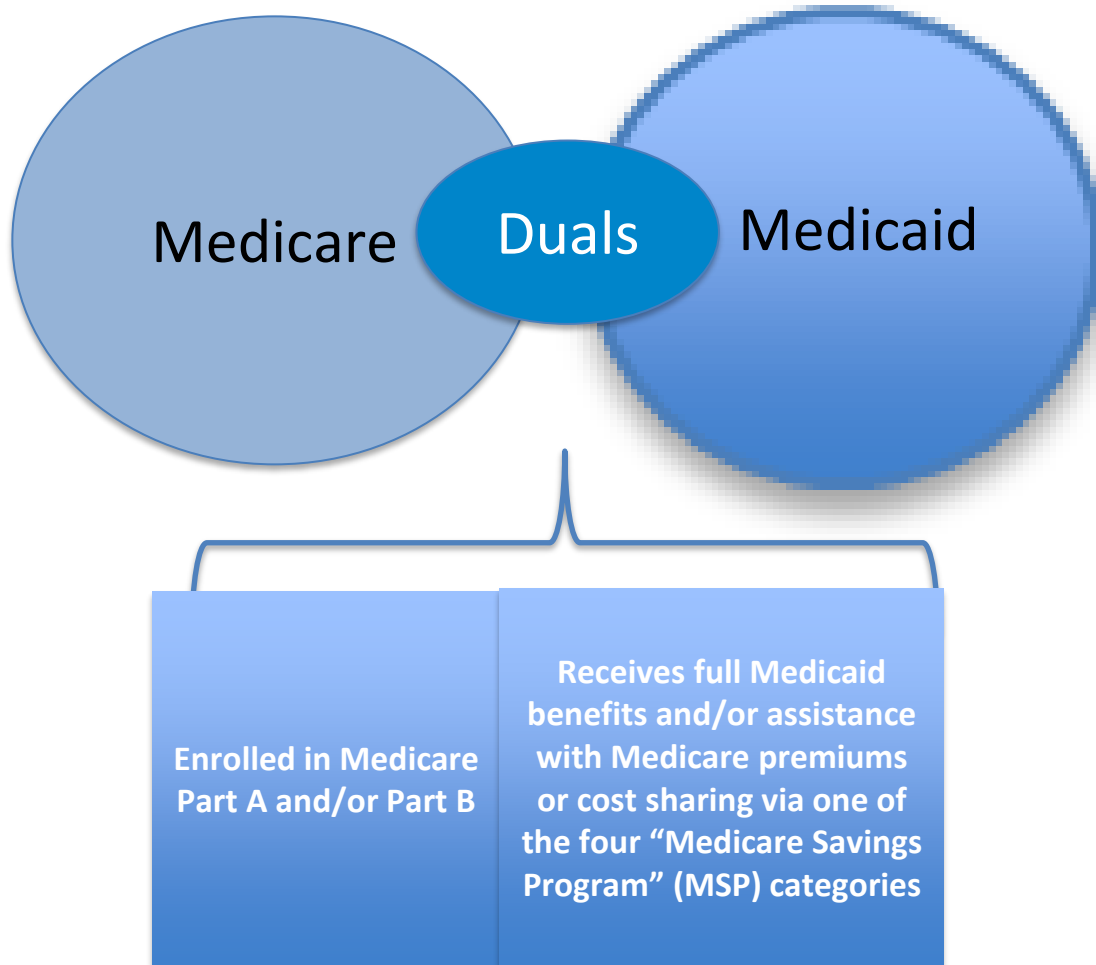 Medicare
Duals
Medicaid
Enrolled in Medicare
Part A and/or Part B
Receives full Medicaid
benefits and/or assistance
with Medicare premiums
or cost sharing via one of
the four “Medicare Savings
Program” (MSP) categories